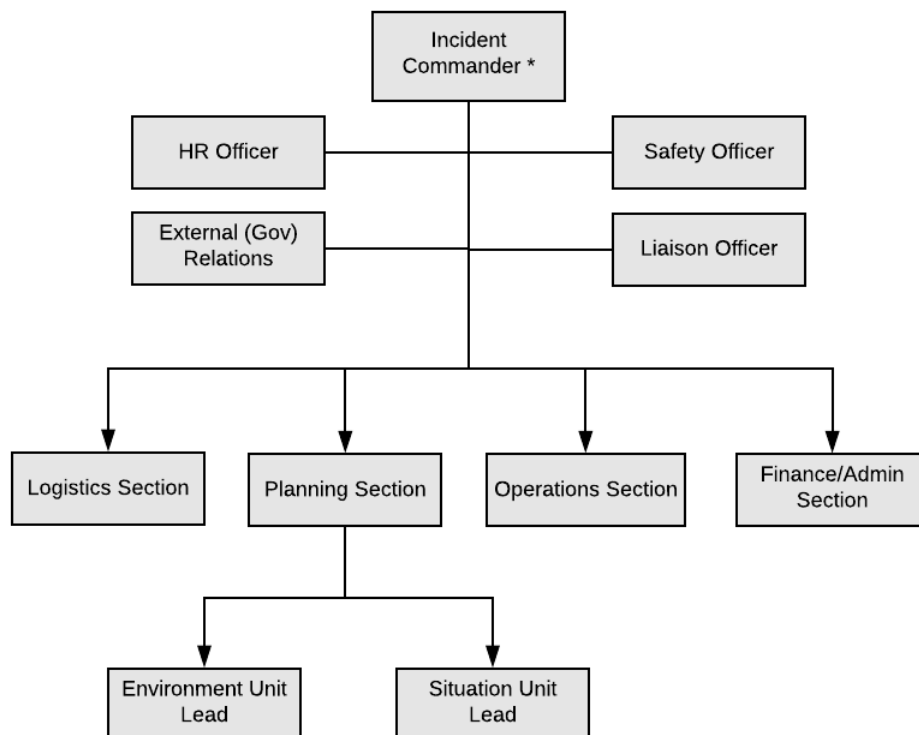 Incident
Commander *
HR Officer
Safety Officer
External (Gov)
Relations
Liaison Officer
Logistics Section
Planning Section
Operations Section
Finance/Admin
Section
Environment Unit
Lead
Situation Unit
Lead